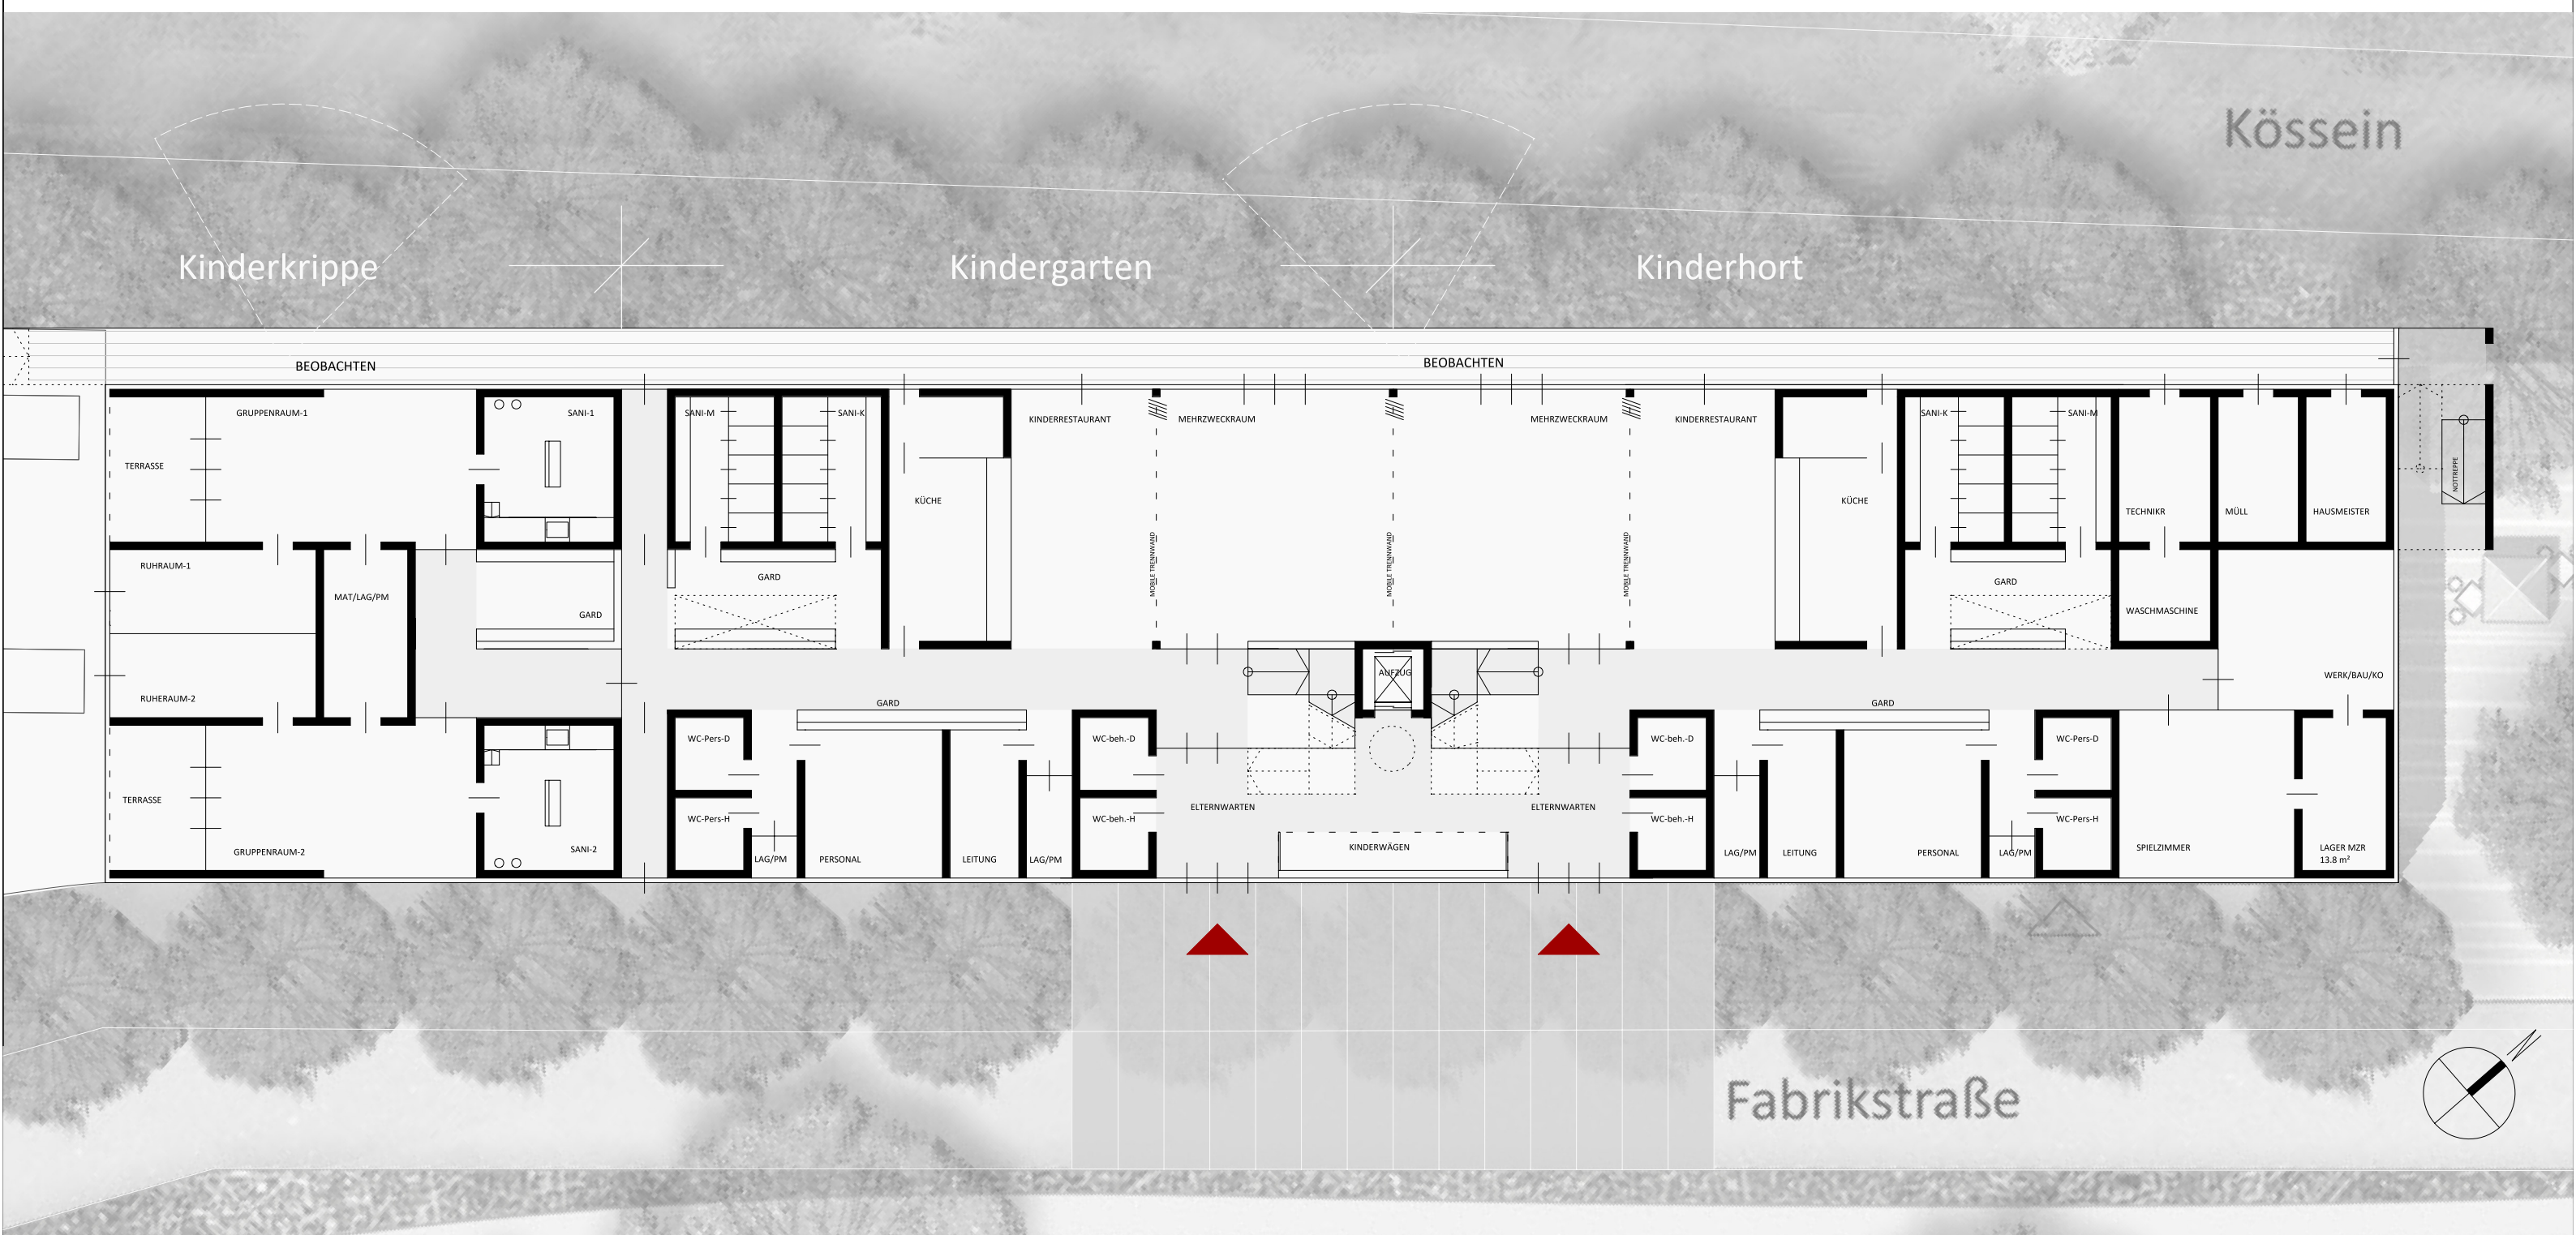 Kössein
Kinderkrippe
Kindergarten
Kinderhort
BEOBACHTEN
BEOBACHTEN
GRUPPENRAUM-1
SANI-1
SANI-M
SANI-K
KINDERRESTAURANT
MEHRZWECKRAUM
MEHRZWECKRAUM
KINDERRESTAURANT
SANI-K
SANI-M
TERRASSE
KÜCHE
KÜCHE
NOTTREPPE
TECHNIKR
MÜLL
HAUSMEISTER
RUHRAUM-1
MAT/LAG/PM
GARD
GARD
MOBILE TRENNWAND
MOBILE TRENNWAND
MOBILE TRENNWAND
GARD
WASCHMASCHINE
RUHERAUM-2
AUFZUG
WERK/BAU/KO
GARD
GARD
WC-Pers-D
WC-beh.-D
WC-beh.-D
WC-Pers-D
TERRASSE
ELTERNWARTEN
ELTERNWARTEN
WC-Pers-H
WC-beh.-H
WC-beh.-H
WC-Pers-H
GRUPPENRAUM-2
SANI-2
LAG/PM
PERSONAL
LEITUNG
LAG/PM
KINDERWÄGEN
LAG/PM
LEITUNG
PERSONAL
LAG/PM
SPIELZIMMER
LAGER MZR
13.8 m²
N
Fabrikstraße